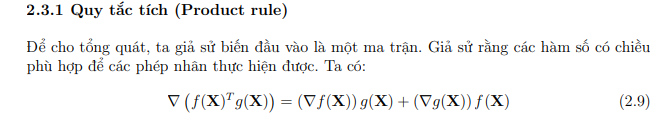 2.3.1 Quy tắc tích (Product rule)
Để cho tổng quát, ta giả sử biến đầu vào là một ma trận. Giả sử rằng các hàm số có chiều
phù hợp để các phép nhân thực hiện được. Ta có:
∇ (f(X)ᵀg(X)) = (∇f(X)) g(X) + (∇g(X)) f(X) (2.9)